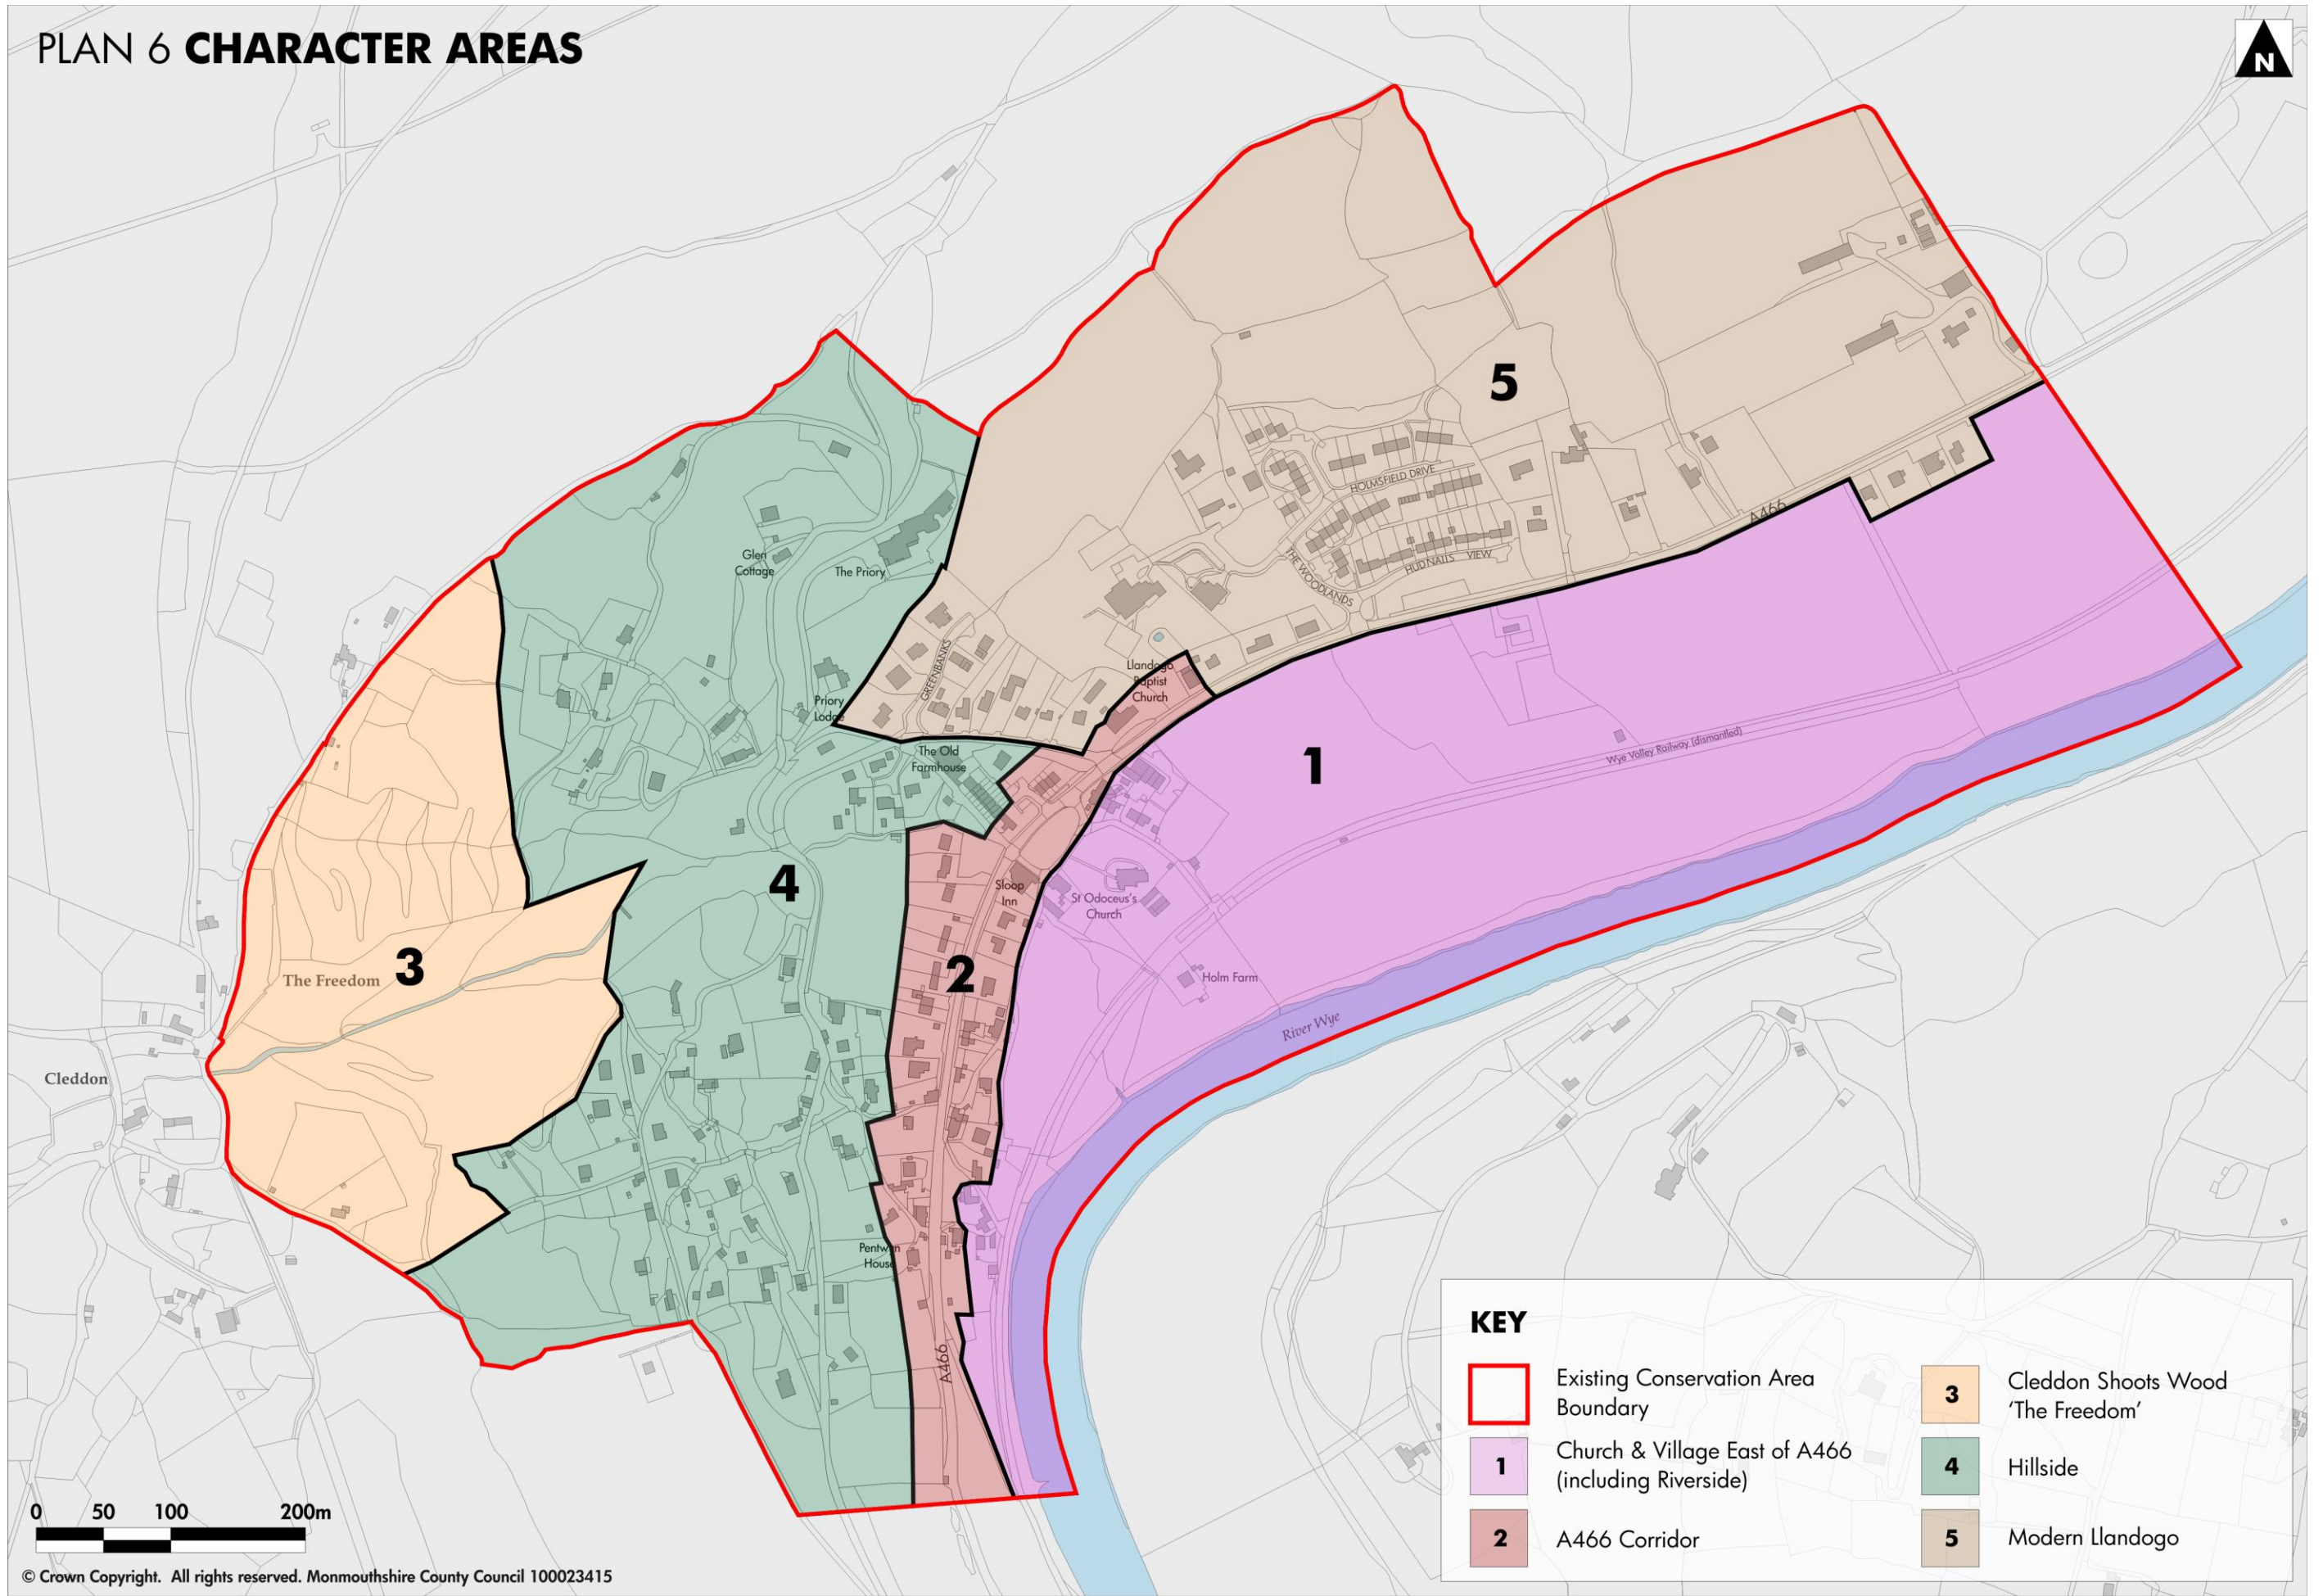 PLAN 6 CHARACTER AREAS
N
5
HOLMSFIELD DRIVE
A466
Glen
Cottage
The Priory
HUDNALLS VIEW
THE WOODLANDS
GREENBANKS
Llandogo
Baptist
Church
Priory
Lodge
The Old
Farmhouse
1
Wye Valley Railway (dismantled)
4
Sloop
Inn
St Odoceus's
Church
3
The Freedom
2
Holm Farm
River Wye
Cleddon
Pentwyn
House
A466
KEY
Existing Conservation Area
Boundary
1
Church & Village East of A466
(including Riverside)
2
A466 Corridor
3
Cleddon Shoots Wood
‘The Freedom’
4
Hillside
5
Modern Llandogo
0 50 100 200m
© Crown Copyright. All rights reserved. Monmouthshire County Council 100023415